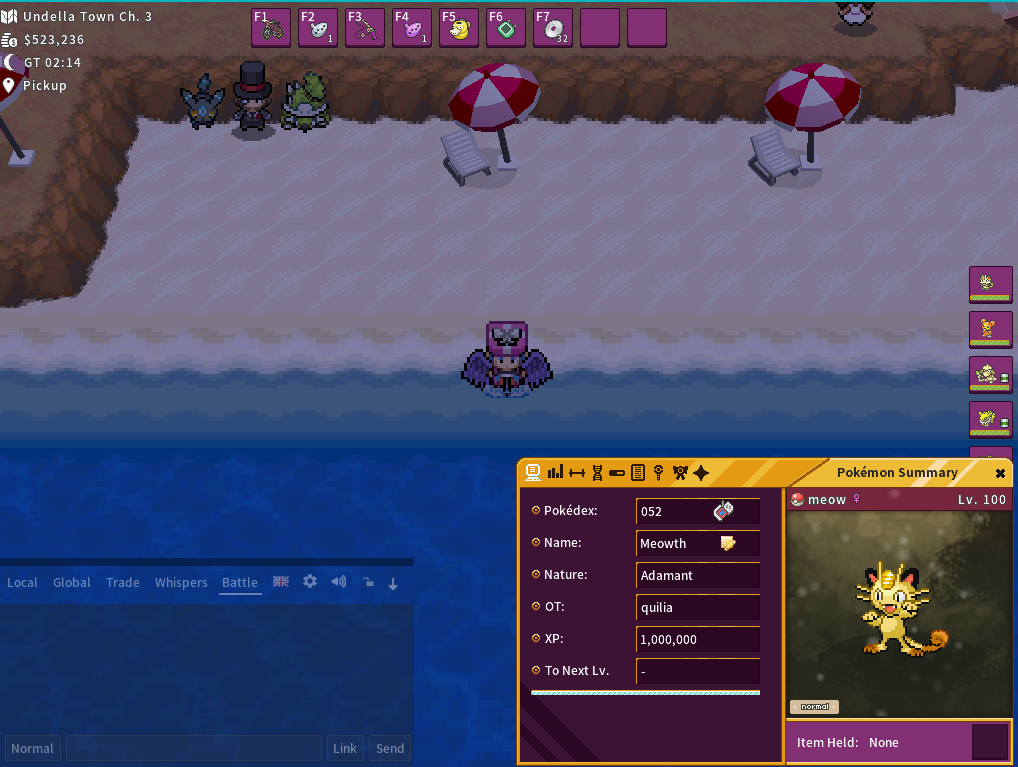 Undella Town Ch. 3
$523,236
GT 02:14
Pickup
F1
F2
1
F3
F4
1
F5
F6
F7
32
Local Global Trade Whispers Battle
Normal
Link
Send
Pokémon Summary
Pokédex: 052
Name: Meowth
Nature: Adamant
OT: quilia
XP: 1,000,000
To Next Lv. -
meow ♀ Lv. 100
normal
Item Held: None